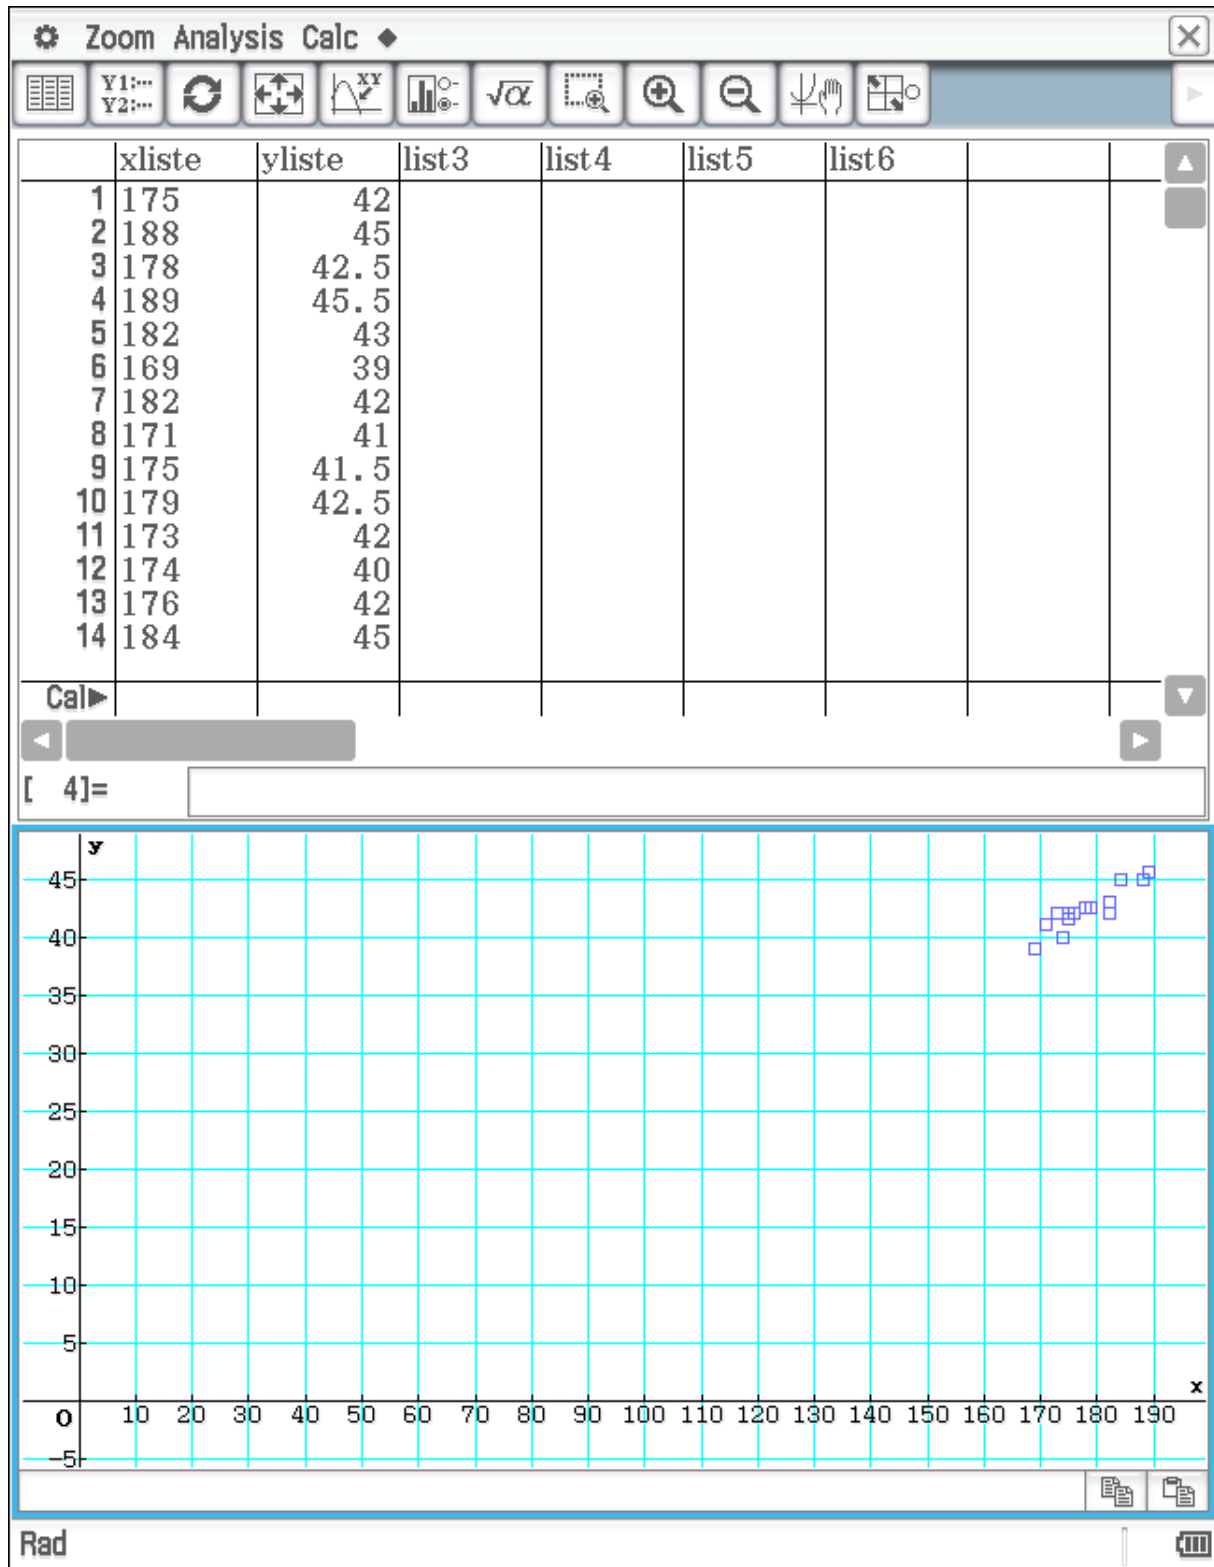 Zoom Analysis Calc ◆
Y1:… Y2:… XY √α
xliste yliste list3 list4 list5 list6
1 175 42
2 188 45
3 178 42.5
4 189 45.5
5 182 43
6 169 39
7 182 42
8 171 41
9 175 41.5
10 179 42.5
11 173 42
12 174 40
13 176 42
14 184 45
Cal▶
[ 4]=
y
45
40
35
30
25
20
15
10
5
x
O 10 20 30 40 50 60 70 80 90 100 110 120 130 140 150 160 170 180 190
-5
Rad